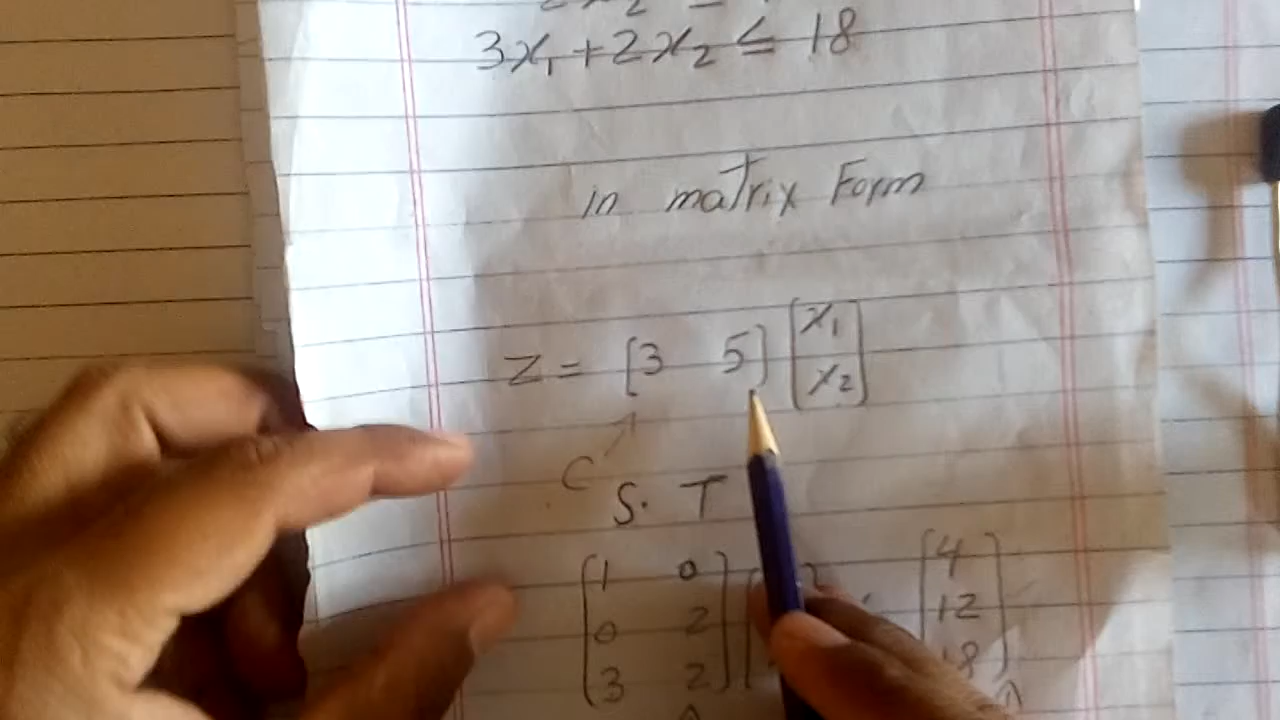 3x₁+2x₂ ≤ 18
in matrix Form
Z = [3 5] [x₁ x₂]
C
S. T
[1 0
0 2
3 2] [4
12
18]